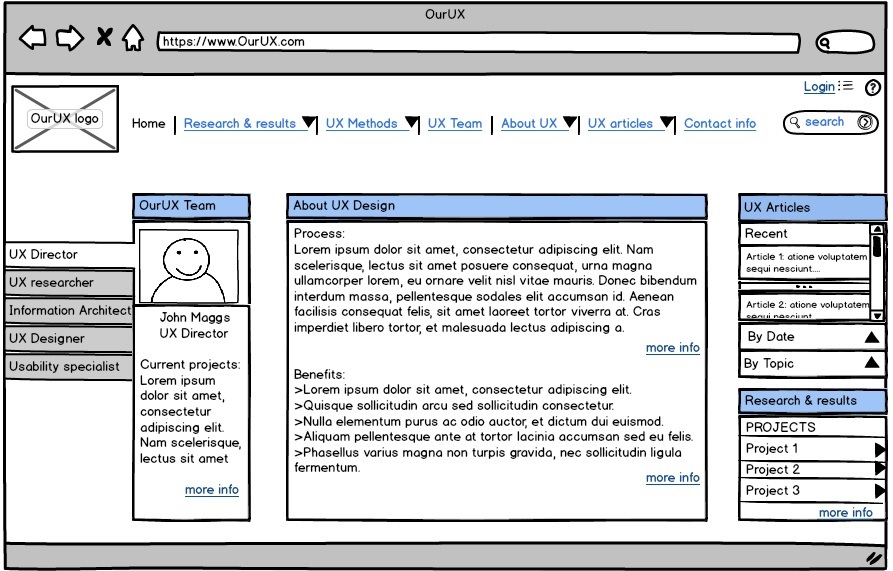 OurUX
https://www.OurUX.com
Login
?
OurUX logo
Home
Research & results
UX Methods
UX Team
About UX
UX articles
Contact info
search
OurUX Team
UX Director
UX researcher
Information Architect
UX Designer
Usability specialist
John Maggs
UX Director
Current projects:
Lorem ipsum
dolor sit amet,
consectetur
adipiscing elit.
Nam scelerisque,
lectus sit amet
more info
About UX Design
Process:
Lorem ipsum dolor sit amet, consectetur adipiscing elit. Nam
scelerisque, lectus sit amet posuere consequat, urna magna
ullamcorper lorem, eu ornare velit nisl vitae mauris. Donec bibendum
interdum massa, pellentesque sodales elit accumsan id. Aenean
facilisis consequat felis, sit amet laoreet tortor viverra at. Cras
imperdiet libero tortor, et malesuada lectus adipiscing a.
more info
Benefits:
>Lorem ipsum dolor sit amet, consectetur adipiscing elit.
>Quisque sollicitudin arcu sed sollicitudin consectetur.
>Nulla elementum purus ac odio auctor, et dictum dui euismod.
>Aliquam pellentesque ante at tortor lacinia accumsan sed eu felis.
>Phasellus varius magna non turpis gravida, nec sollicitudin ligula
fermentum.
more info
UX Articles
Recent
Article 1: atione voluptatem
sequi nesciunt....
Article 2: atione voluptatem
sequi nesciunt
By Date
By Topic
Research & results
PROJECTS
Project 1
Project 2
Project 3
more info